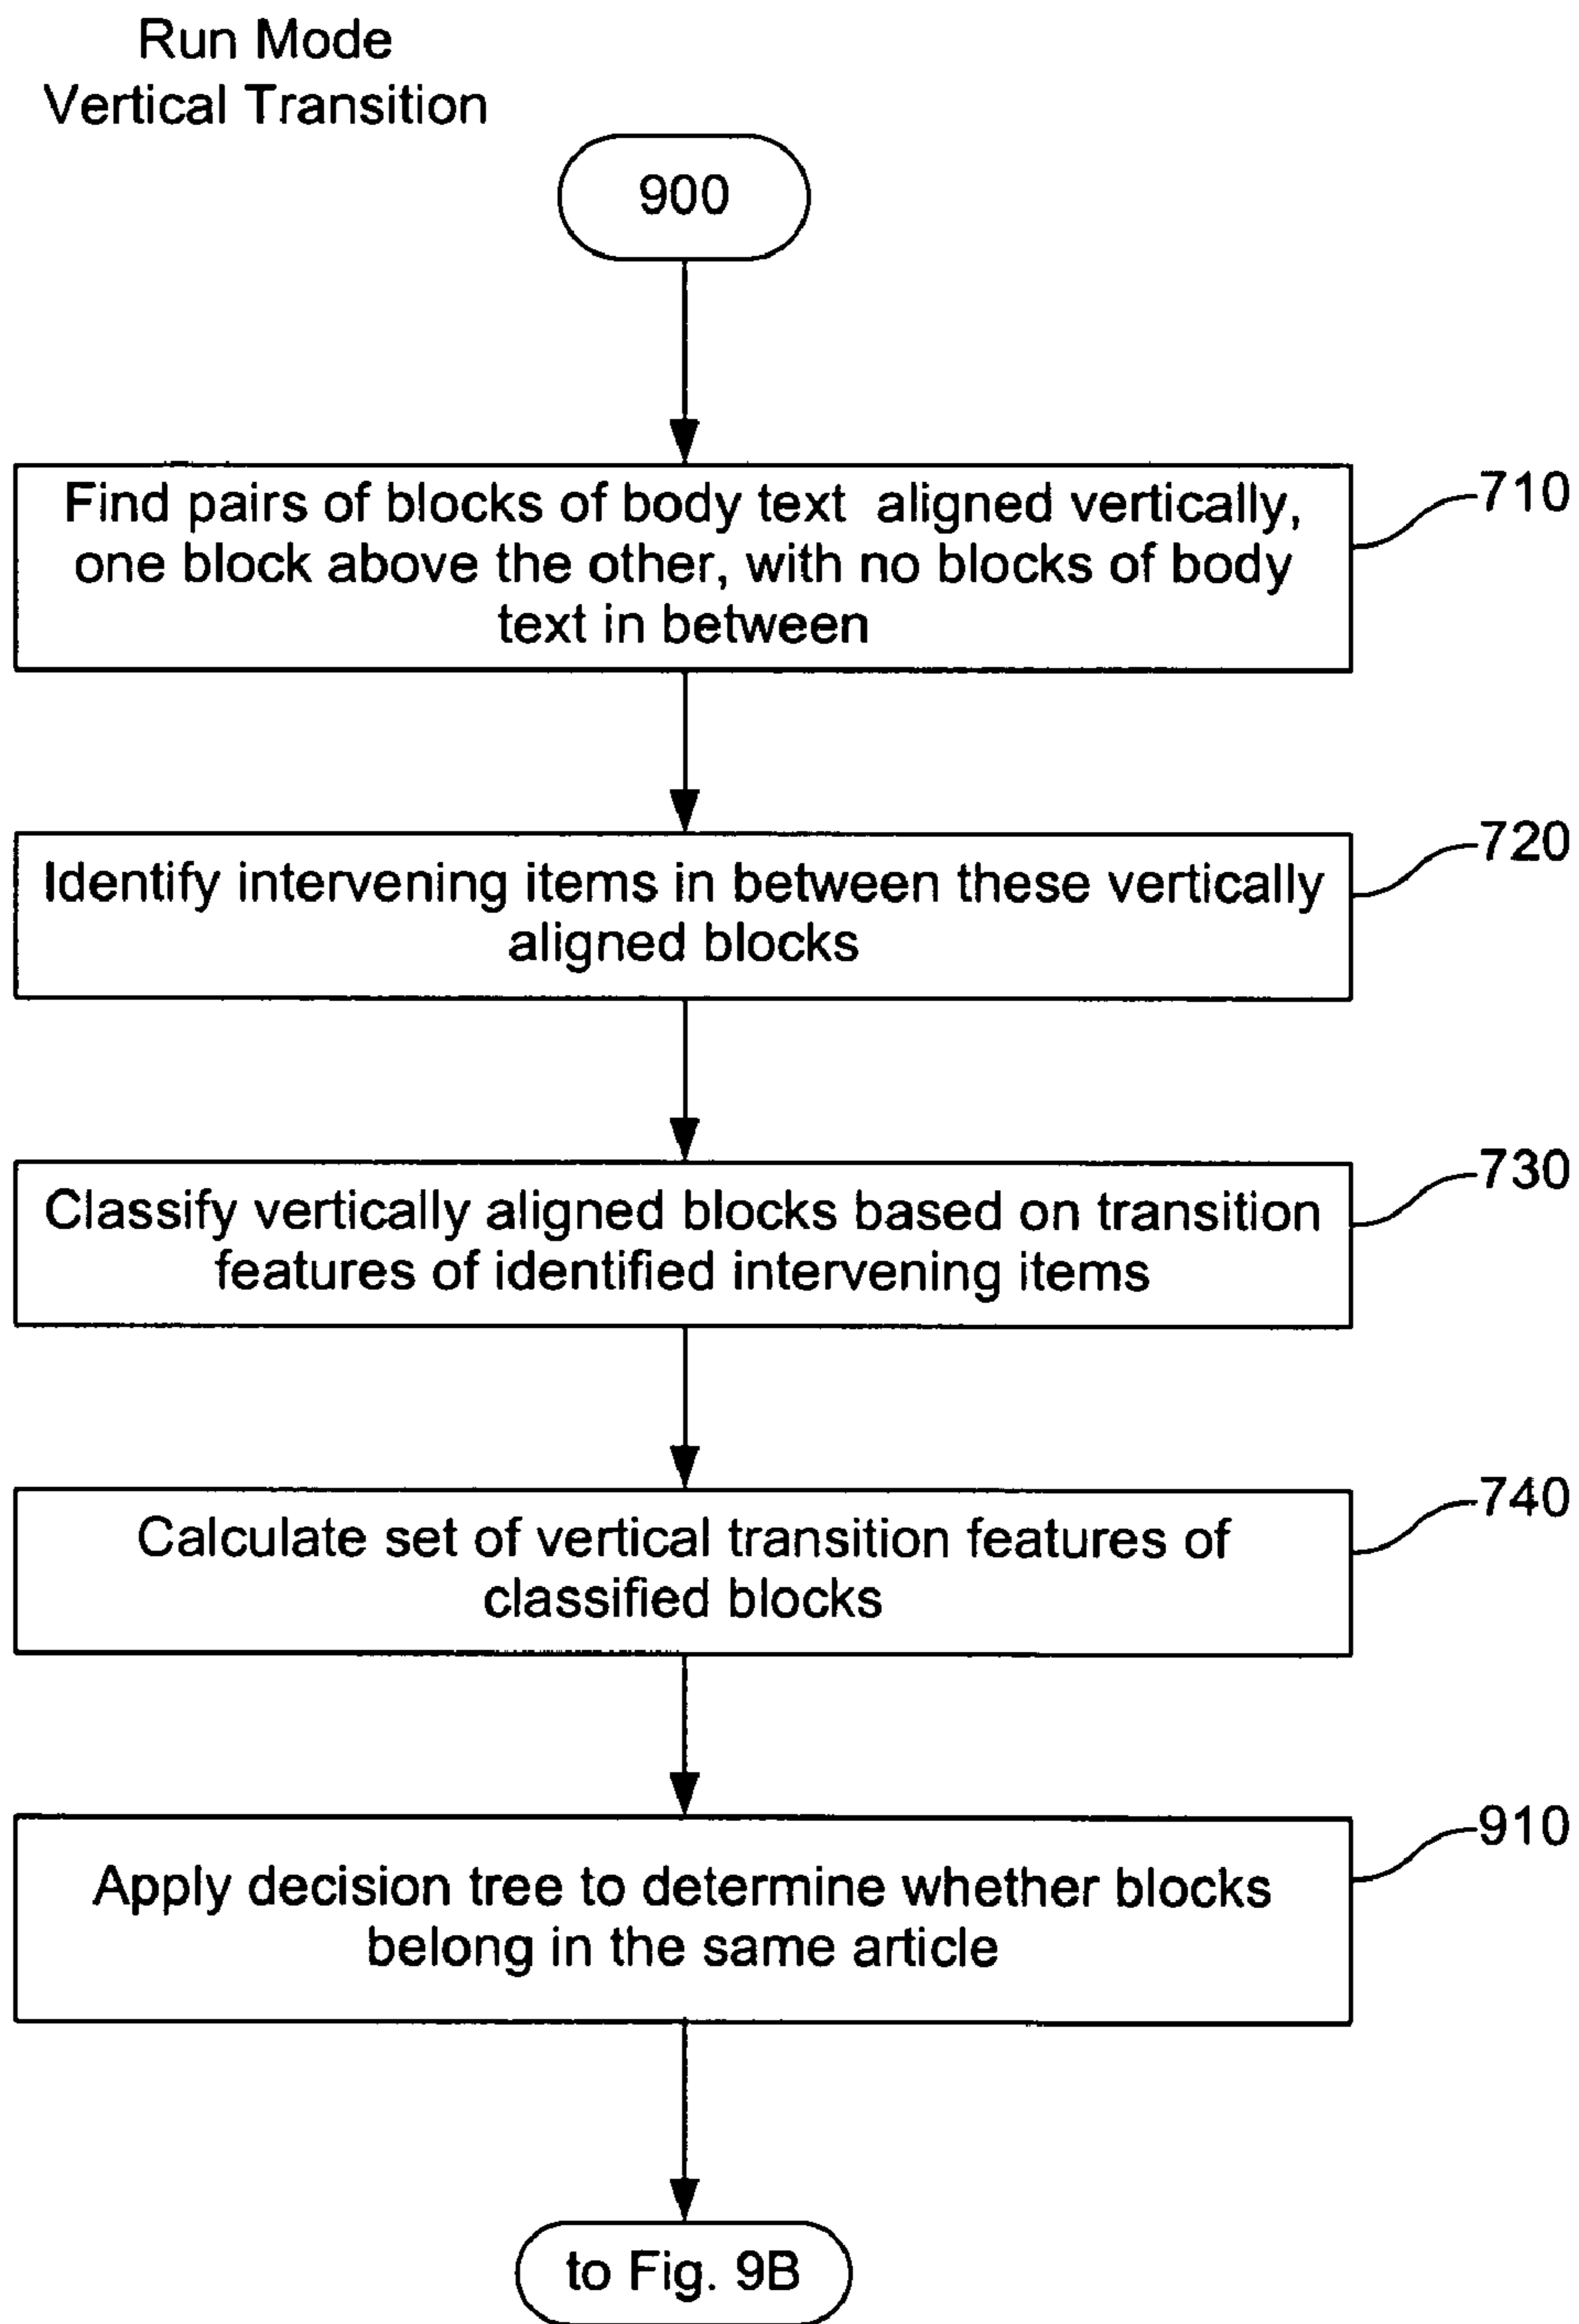 Run Mode
Vertical Transition
900
Find pairs of blocks of body text aligned vertically,
one block above the other, with no blocks of body
text in between
710
Identify intervening items in between these vertically
aligned blocks
720
Classify vertically aligned blocks based on transition
features of identified intervening items
730
Calculate set of vertical transition features of
classified blocks
740
Apply decision tree to determine whether blocks
belong in the same article
910
to Fig. 9B